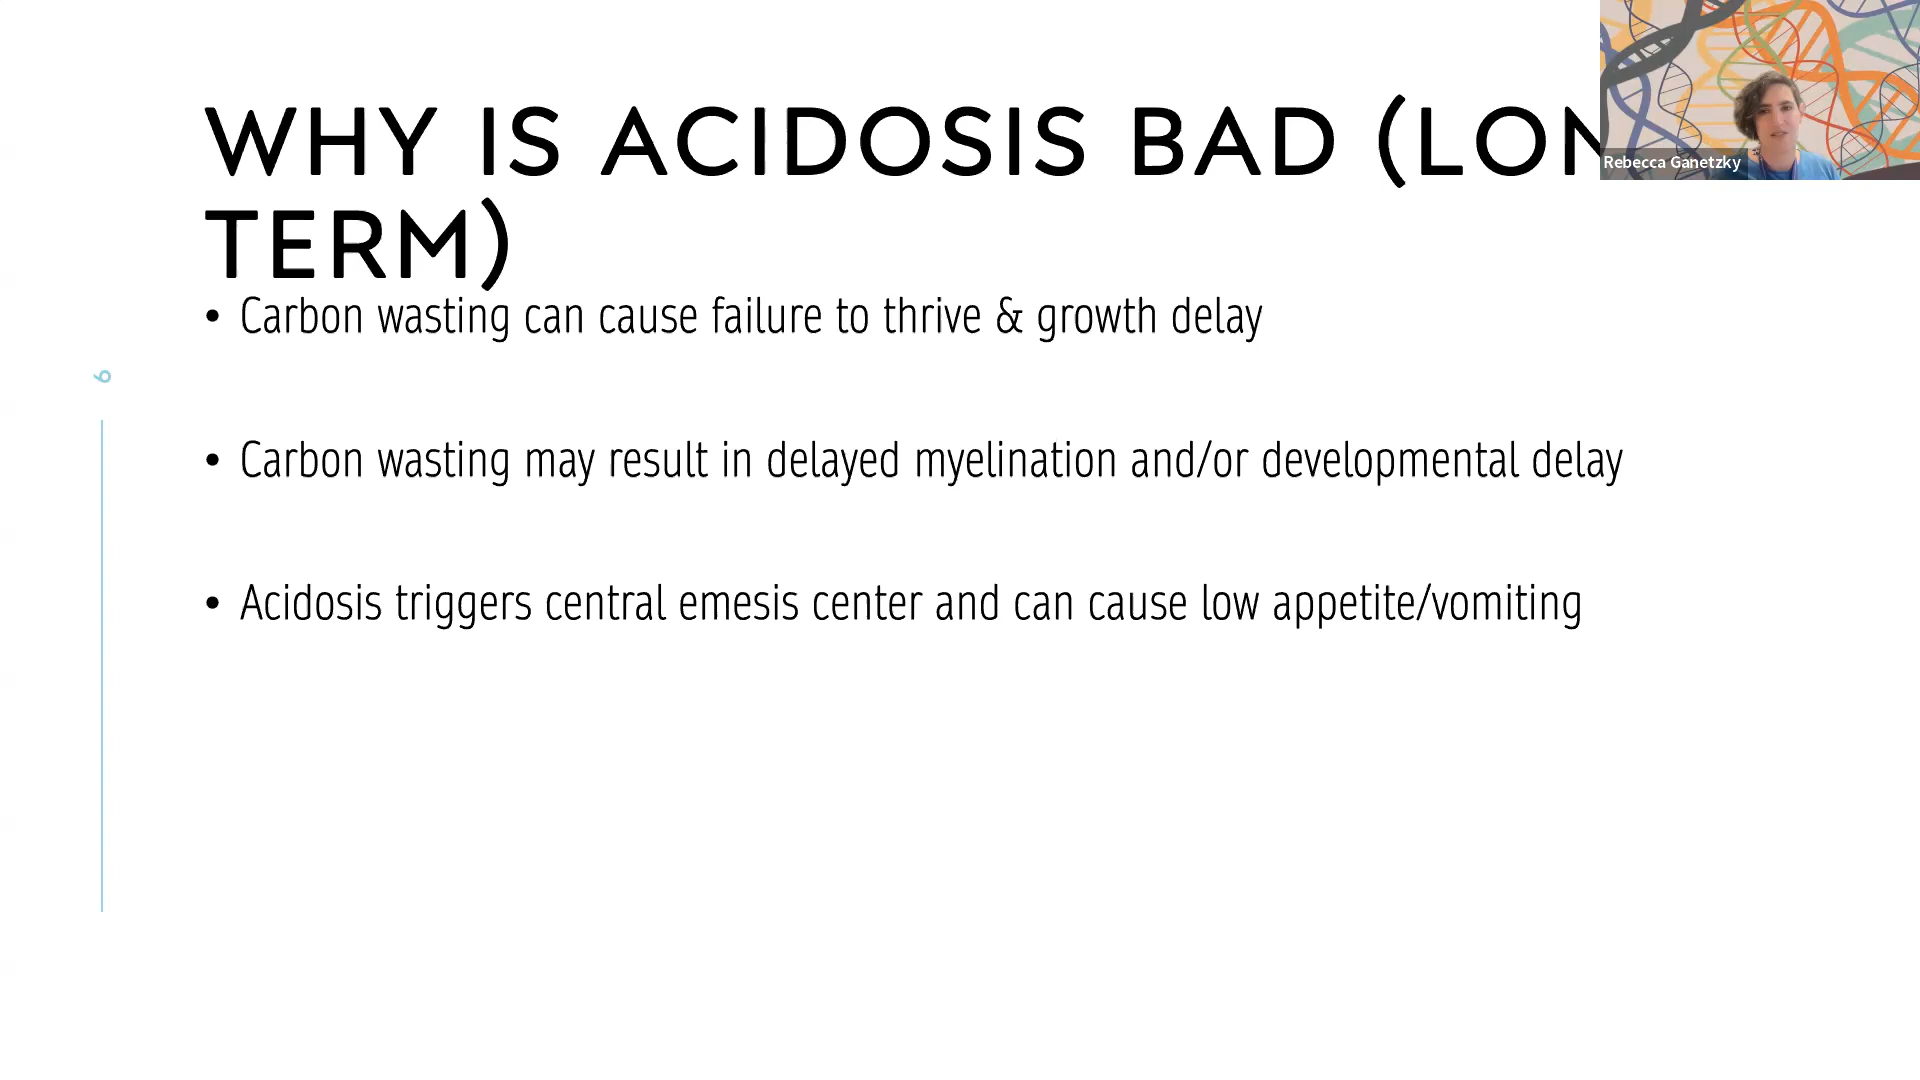 WHY IS ACIDOSIS BAD (LON
TERM)
Rebecca Ganetzky
• Carbon wasting can cause failure to thrive & growth delay
6
• Carbon wasting may result in delayed myelination and/or developmental delay
• Acidosis triggers central emesis center and can cause low appetite/vomiting